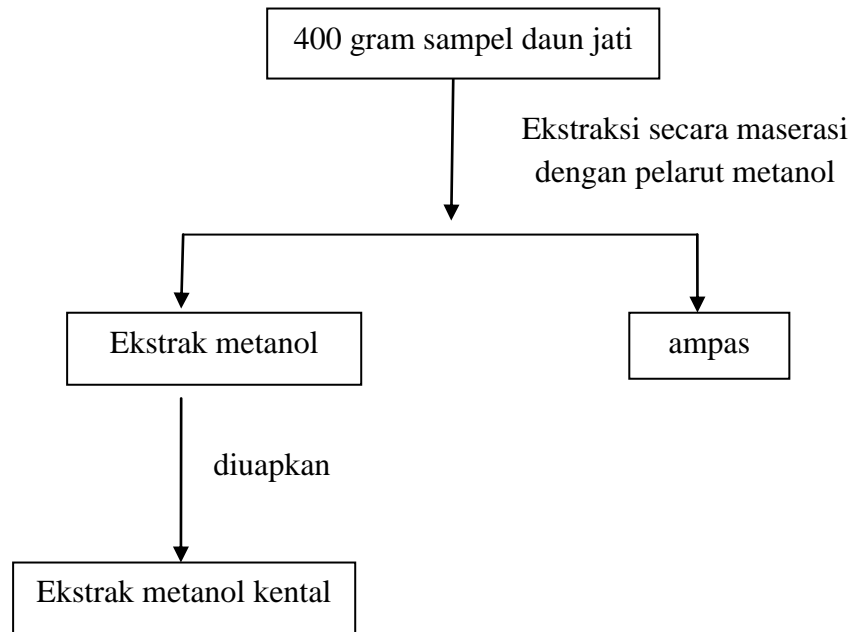 400 gram sampel daun jati
Ekstraksi secara maserasi
dengan pelarut metanol
Ekstrak metanol
ampas
diuapkan
Ekstrak metanol kental